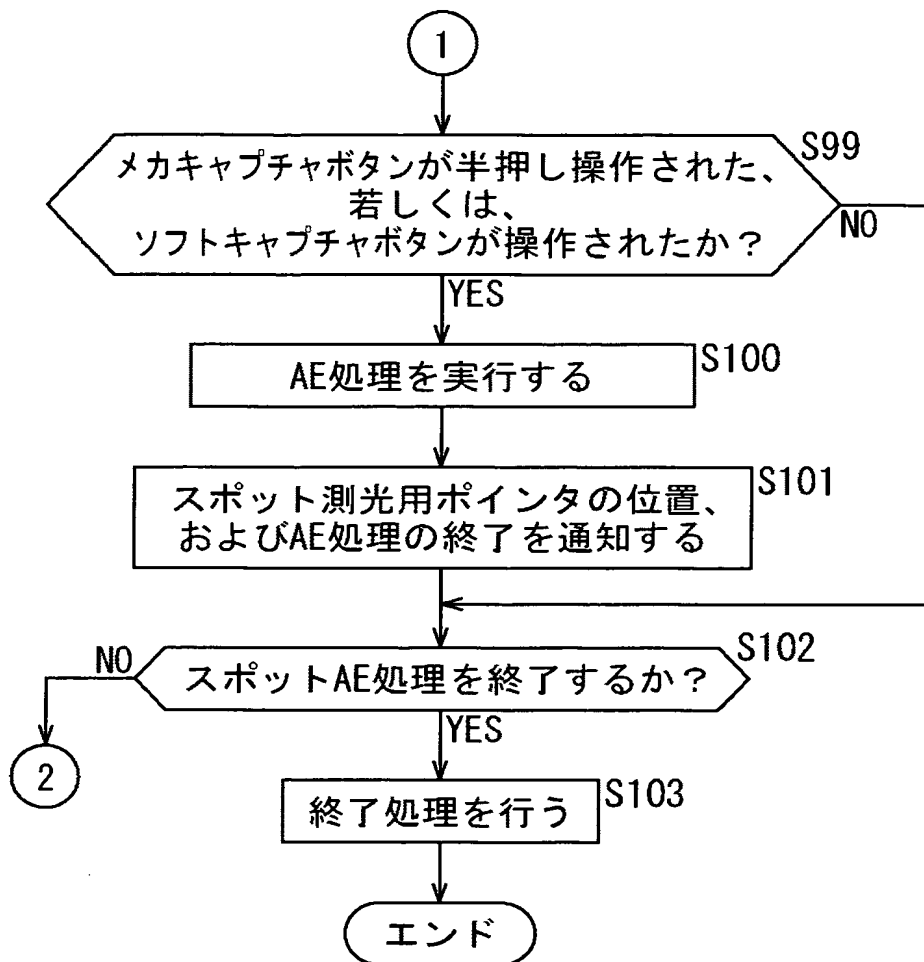 1
S99
メカキャプチャボタンが半押し操作された、
若しくは、
ソフトキャプチャボタンが操作されたか？
NO
YES
S100
AE処理を実行する
S101
スポット測光用ポインタの位置、
およびAE処理の終了を通知する
S102
NO
スポットAE処理を終了するか？
YES
2
S103
終了処理を行う
エンド